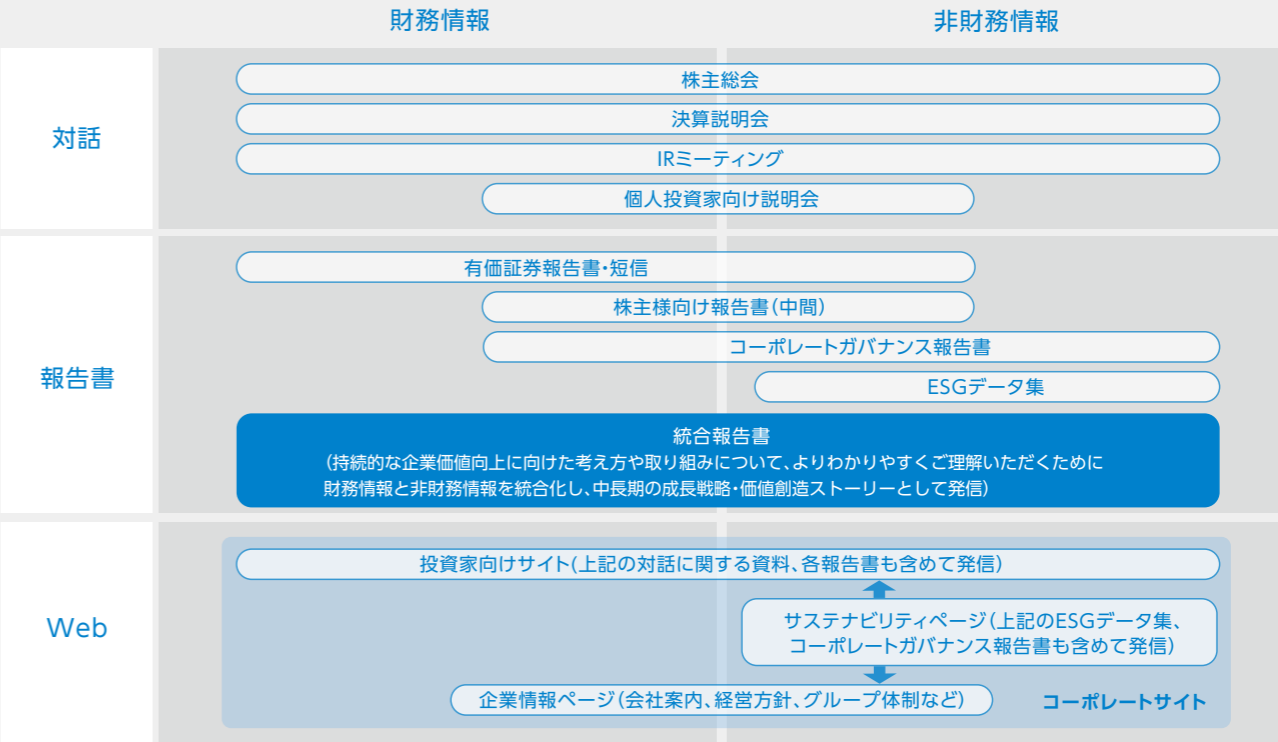 財務情報
非財務情報
対話
株主総会
決算説明会
IRミーティング
個人投資家向け説明会
報告書
有価証券報告書・短信
株主様向け報告書（中間）
コーポレートガバナンス報告書
ESGデータ集
統合報告書
（持続的な企業価値向上に向けた考え方や取り組みについて、よりわかりやすくご理解いただくために
財務情報と非財務情報を統合化し、中長期の成長戦略・価値創造ストーリーとして発信）
Web
投資家向けサイト（上記の対話に関する資料、各報告書も含めて発信）
サステナビリティページ（上記のESGデータ集、
コーポレートガバナンス報告書も含めて発信）
企業情報ページ（会社案内、経営方針、グループ体制など）
コーポレートサイト